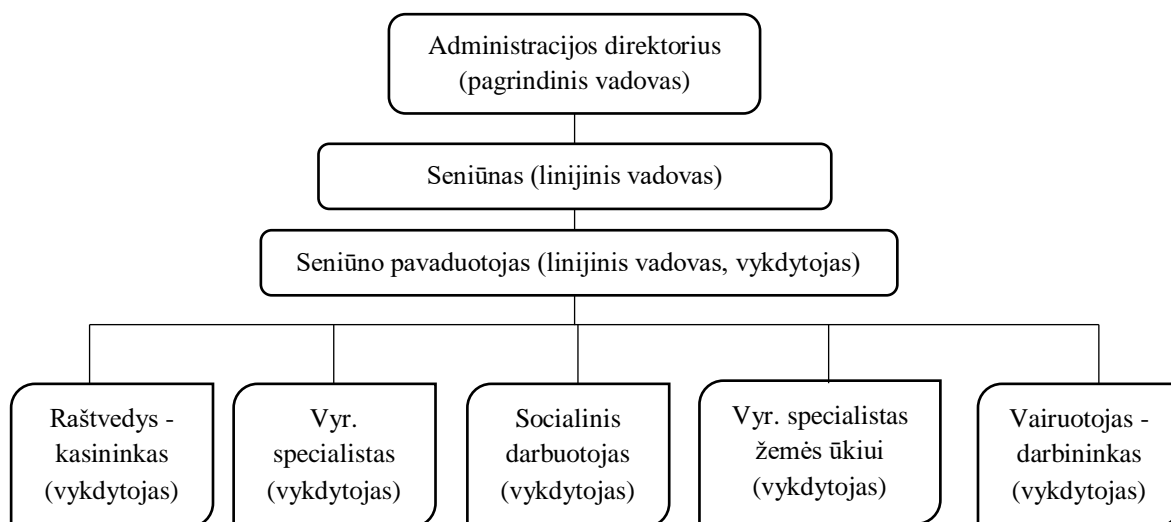 Administracijos direktorius
(pagrindinis vadovas)
Seniūnas (linijinis vadovas)
Seniūno pavaduotojas (linijinis vadovas, vykdytojas)
Raštvedys -
kasininkas
(vykdytojas)
Vyr.
specialistas
(vykdytojas)
Socialinis
darbuotojas
(vykdytojas)
Vyr. specialistas
žemės ūkiui
(vykdytojas)
Vairuotojas -
darbininkas
(vykdytojas)